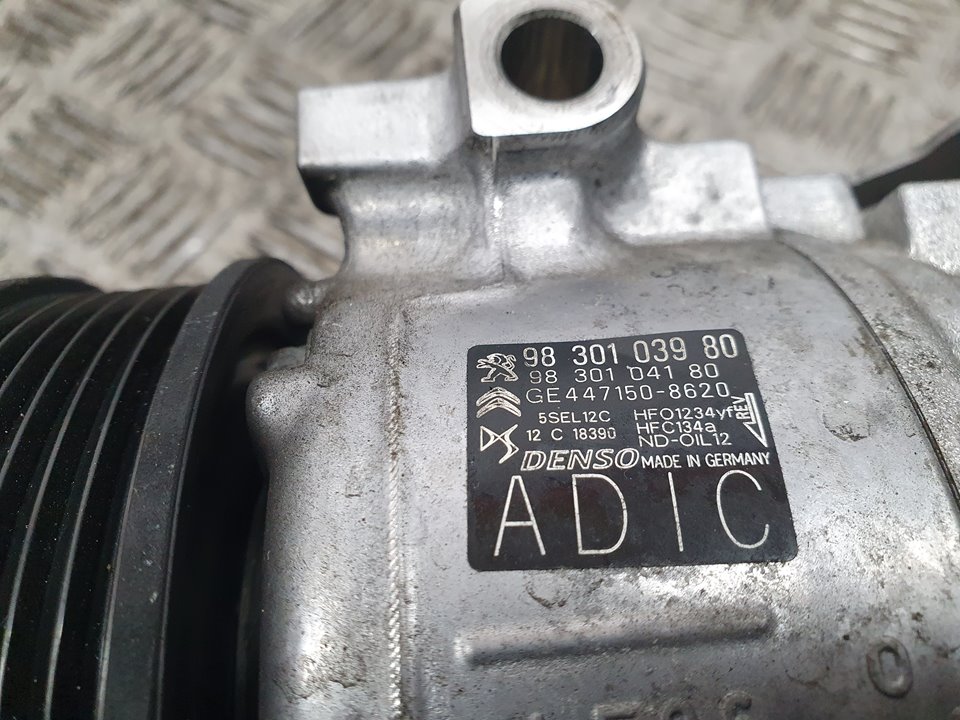 98 301 039 80
98 301 041 80
GE447150-8620
5SEL12C HFO1234yf
12 C 18390 HFC134a
ND-OIL12
REV
DENSO MADE IN GERMANY
ADIC